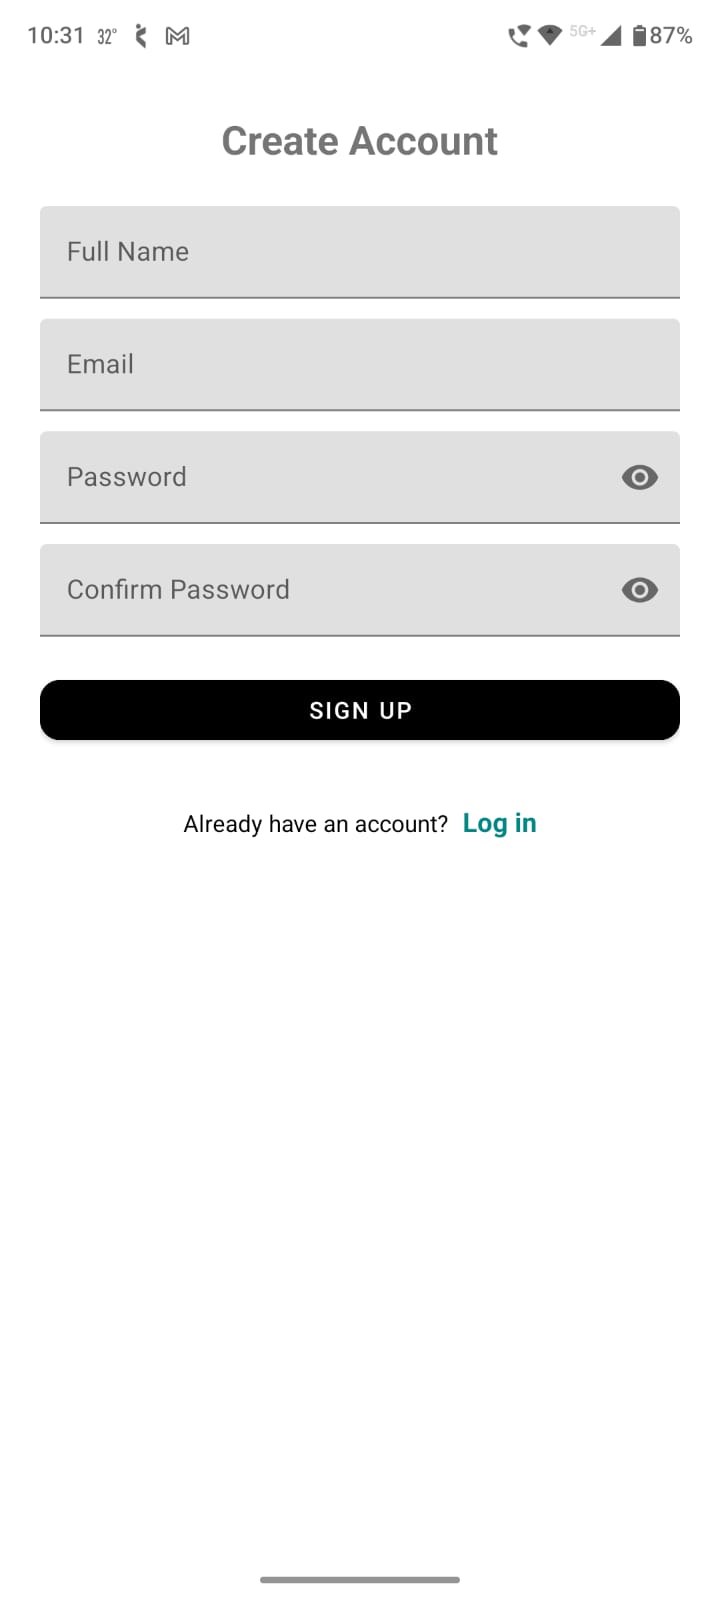 10:31 32° 5G+ 87%
Create Account
Full Name
Email
Password
Confirm Password
SIGN UP
Already have an account? Log in